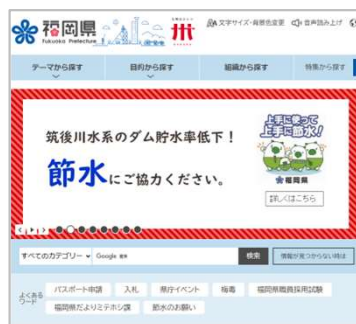 福岡県
Fukuoka Prefecture
文字サイズ・背景色変更 音声読み上げ
テーマから探す 目的から探す 組織から探す 特集から探す
筑後川水系のダム貯水率低下！
節水にご協力ください。
上手に使って
上手に節水！
福岡県
詳しくはこちら
すべてのカテゴリー Google 検索 検索 情報が見つからないときは
よくある
ワード
パスポート申請 入札 県庁イベント 梅毒 福岡県職員採用試験
福岡県だよりミテホシ課 節水のお願い